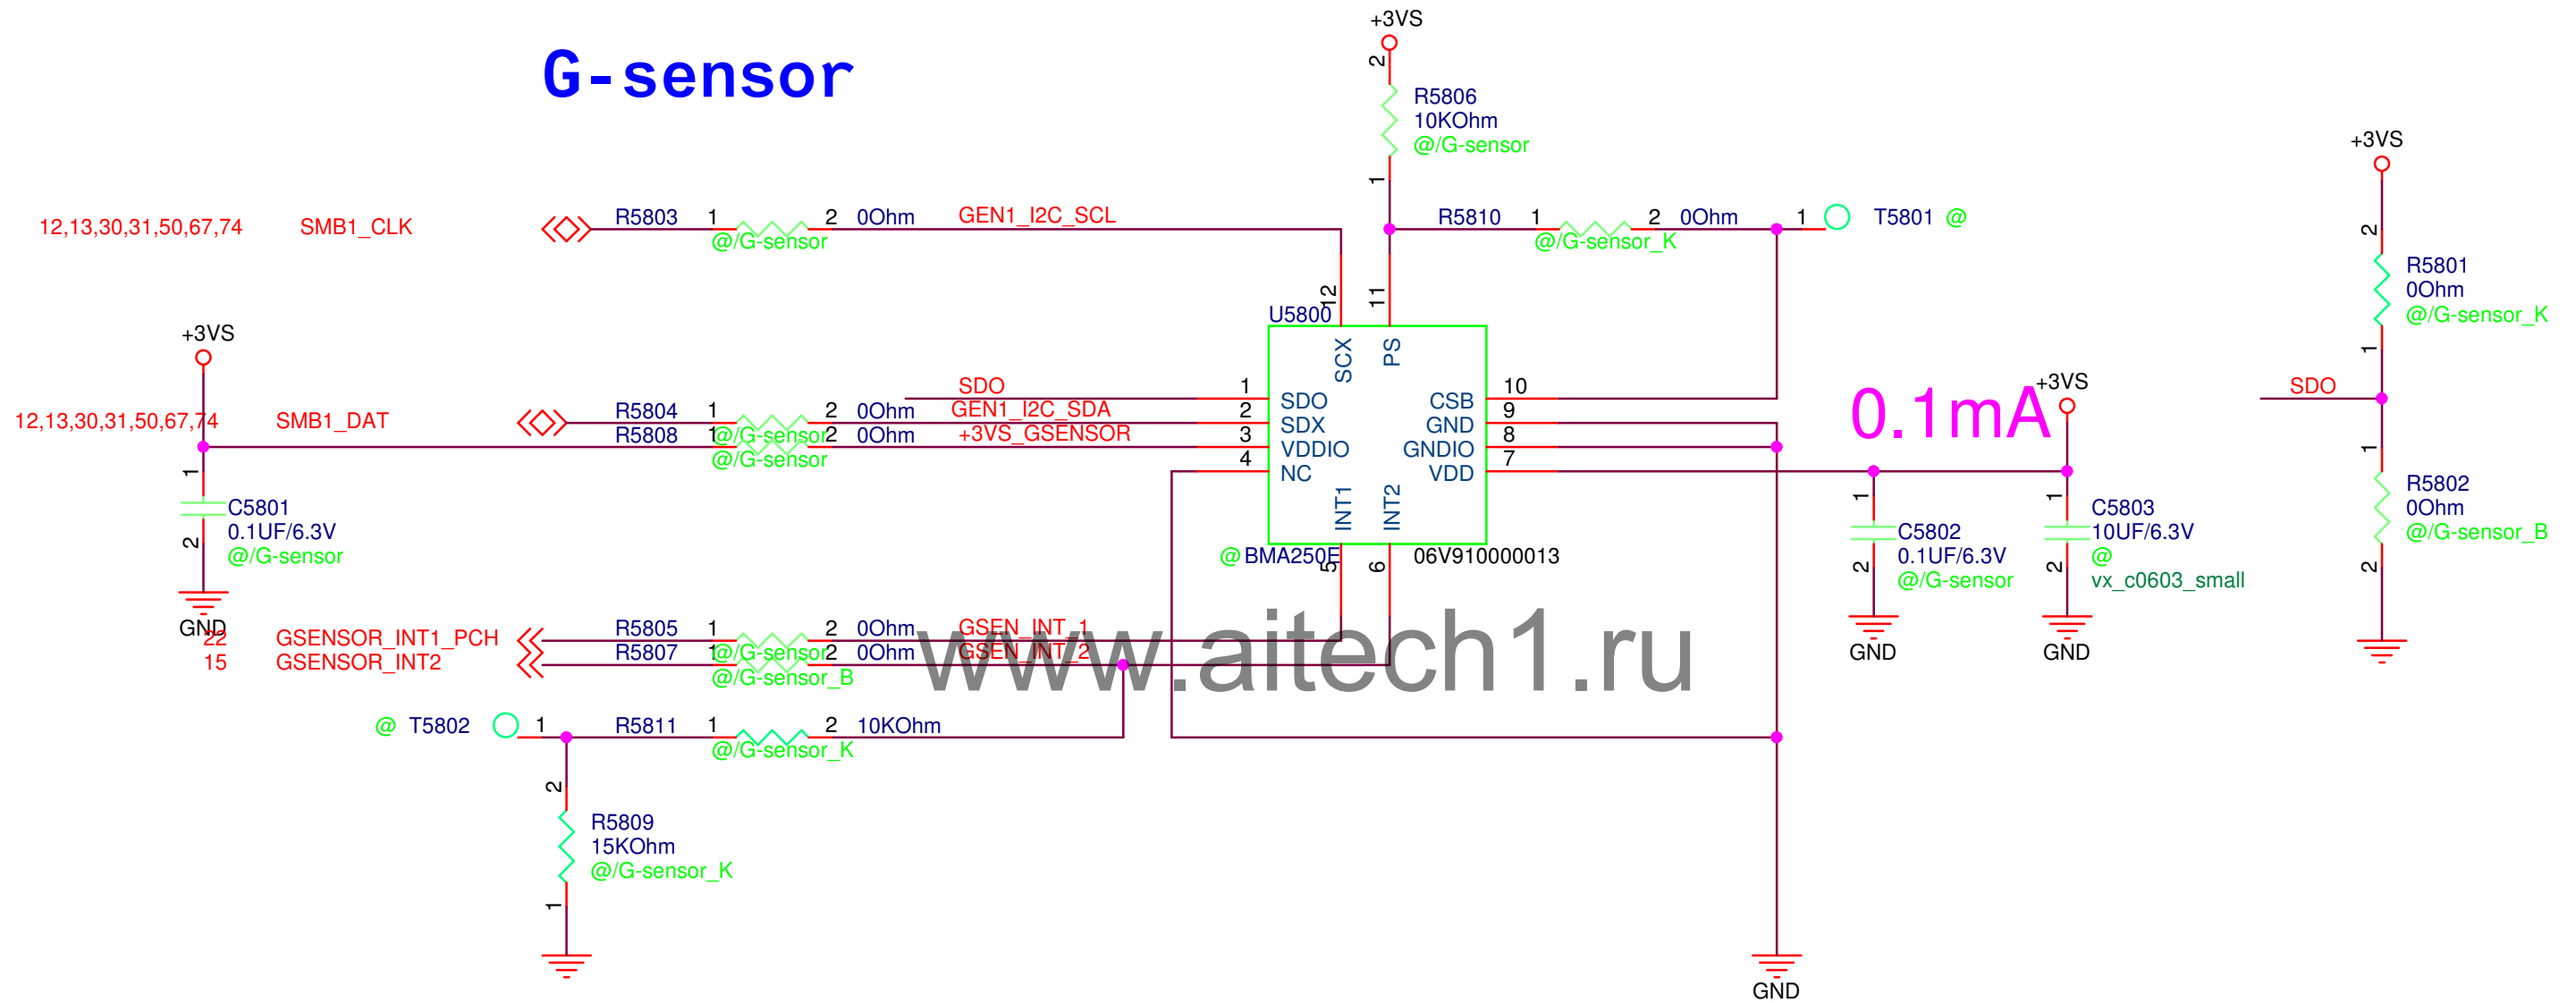 G-sensor
+3VS
2
R5806
10KOhm
@/G-sensor
1
+3VS
2
R5801
0Ohm
@/G-sensor_K
1
SDO
1
R5802
0Ohm
@/G-sensor_B
2
12,13,30,31,50,67,74 SMB1_CLK
R5803 1 2 0Ohm GEN1_I2C_SCL
@/G-sensor
R5810 1 2 0Ohm 1 T5801 @
@/G-sensor_K
12 11
U5800
SCX PS
+3VS
SDO 1 SDO
12,13,30,31,50,67,74 SMB1_DAT
R5804 1 2 0Ohm GEN1_I2C_SDA 2 SDX
@/G-sensor
R5808 1 2 0Ohm +3VS_GSENSOR 3 VDDIO
@/G-sensor
4 NC
CSB 10
GND 9
GNDIO 8
VDD 7
INT1 INT2
@ BMA250E 06V910000013
5 6
0.1mA
+3VS
1
C5801
0.1UF/6.3V
2
@/G-sensor
GND
1
C5802
0.1UF/6.3V
2
@/G-sensor
GND
1
C5803
10UF/6.3V
@
2
vx_c0603_small
GND
22 GSENSOR_INT1_PCH
R5805 1 2 0Ohm GSEN_INT_1
@/G-sensor
15 GSENSOR_INT2
R5807 1 2 0Ohm GSEN_INT_2
@/G-sensor_B
www.aitech1.ru
@ T5802 1 R5811 1 2 10KOhm
@/G-sensor_K
2
R5809
15KOhm
@/G-sensor_K
1
GND